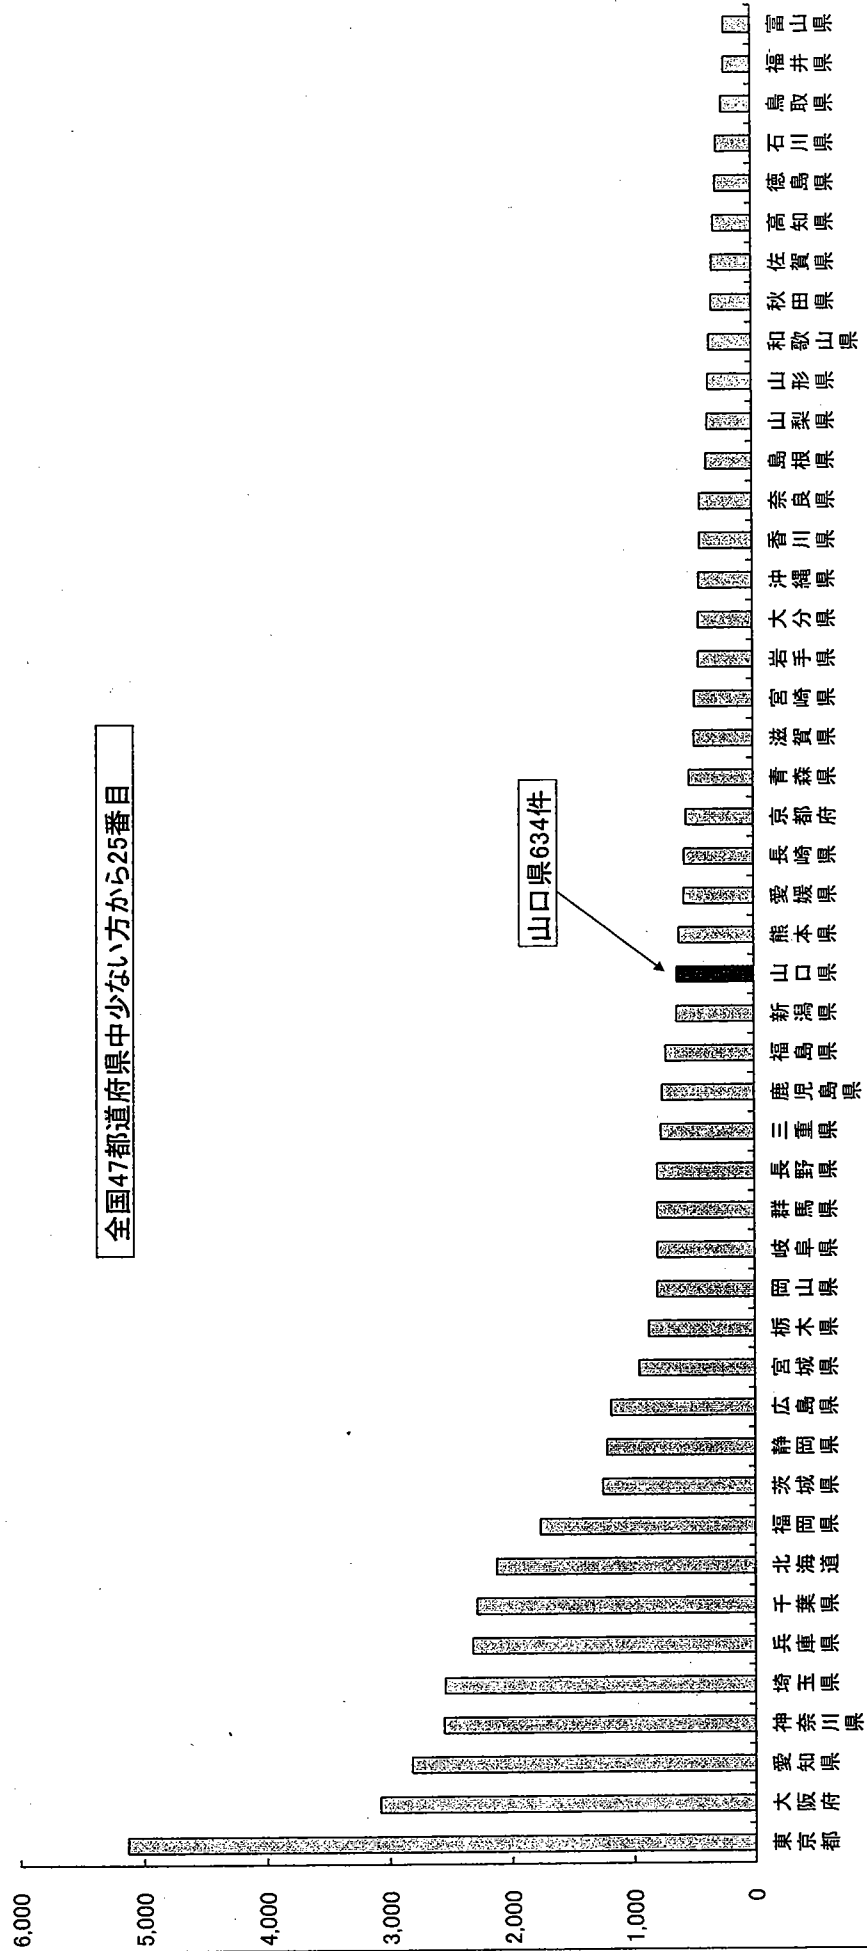 全国47都道府県中少ない方から25番目
山口県634件
6,000
5,000
4,000
3,000
2,000
1,000
0
東京都
大阪府
愛知県
神奈川県
埼玉県
兵庫県
千葉県
北海道
福岡県
茨城県
静岡県
広島県
宮城県
栃木県
岡山県
岐阜県
群馬県
長野県
三重県
鹿児島県
福島県
新潟県
山口県
熊本県
愛媛県
長崎県
京都府
青森県
滋賀県
宮崎県
岩手県
大分県
沖縄県
香川県
奈良県
島根県
山梨県
山形県
和歌山県
秋田県
佐賀県
高知県
徳島県
石川県
鳥取県
福井県
富山県